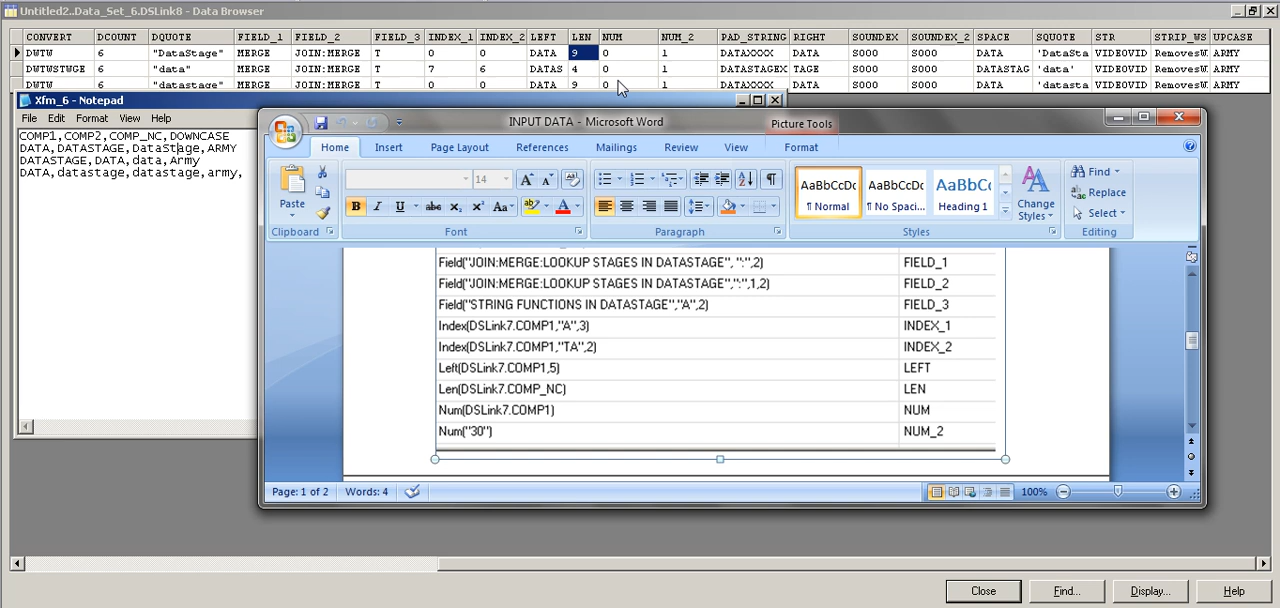 Untitled2..Data_Set_6.DSLink8 - Data Browser
CONVERT DCOUNT DQUOTE FIELD_1 FIELD_2 FIELD_3 INDEX_1 INDEX_2 LEFT LEN NUM NUM_2 PAD_STRING RIGHT SOUNDEX SOUNDEX_2 SPACE SQUOTE STR STRIP_WS UPCASE
DWTW 6 "DataStage" MERGE JOIN:MERGE T 0 0 DATA 9 0 1 DATAXXXX DATA S000 S000 DATA 'DataSta VIDEOVID RemovesW ARMY
DWTWSTWGE 6 "data" MERGE JOIN:MERGE T 7 6 DATAS 4 0 1 DATASTAGEX TAGE S000 S000 DATASTAG 'data' VIDEOVID RemovesW ARMY
DWTW 6 "datastage" MERGE JOIN:MERGE T 0 0 DATA 9 0 1 DATAXXXX DATA S000 S000 DATA 'datasta VIDEOVID RemovesW ARMY
Xfm_6 - Notepad
File Edit Format View Help
COMP1,COMP2,COMP_NC,DOWNCASE
DATA,DATASTAGE,DataStage,ARMY
DATASTAGE,DATA,data,Army
DATA,datastage,datastage,army,
INPUT DATA - Microsoft Word Picture Tools
Home Insert Page Layout References Mailings Review View Format
Paste
14
B I U abc X₂ X² Aa
AaBbCcDc AaBbCcDc AaBbC
¶ Normal ¶ No Spaci... Heading 1
Change Styles
Find
Replace
Select
Clipboard Font Paragraph Styles Editing
Field("JOIN:MERGE:LOOKUP STAGES IN DATASTAGE", ":",2) FIELD_1
Field("JOIN:MERGE:LOOKUP STAGES IN DATASTAGE",":",1,2) FIELD_2
Field("STRING FUNCTIONS IN DATASTAGE","A",2) FIELD_3
Index(DSLink7.COMP1,"A",3) INDEX_1
Index(DSLink7.COMP1,"TA",2) INDEX_2
Left(DSLink7.COMP1,5) LEFT
Len(DSLink7.COMP_NC) LEN
Num(DSLink7.COMP1) NUM
Num("30") NUM_2
Page: 1 of 2 Words: 4 100%
Close Find... Display... Help